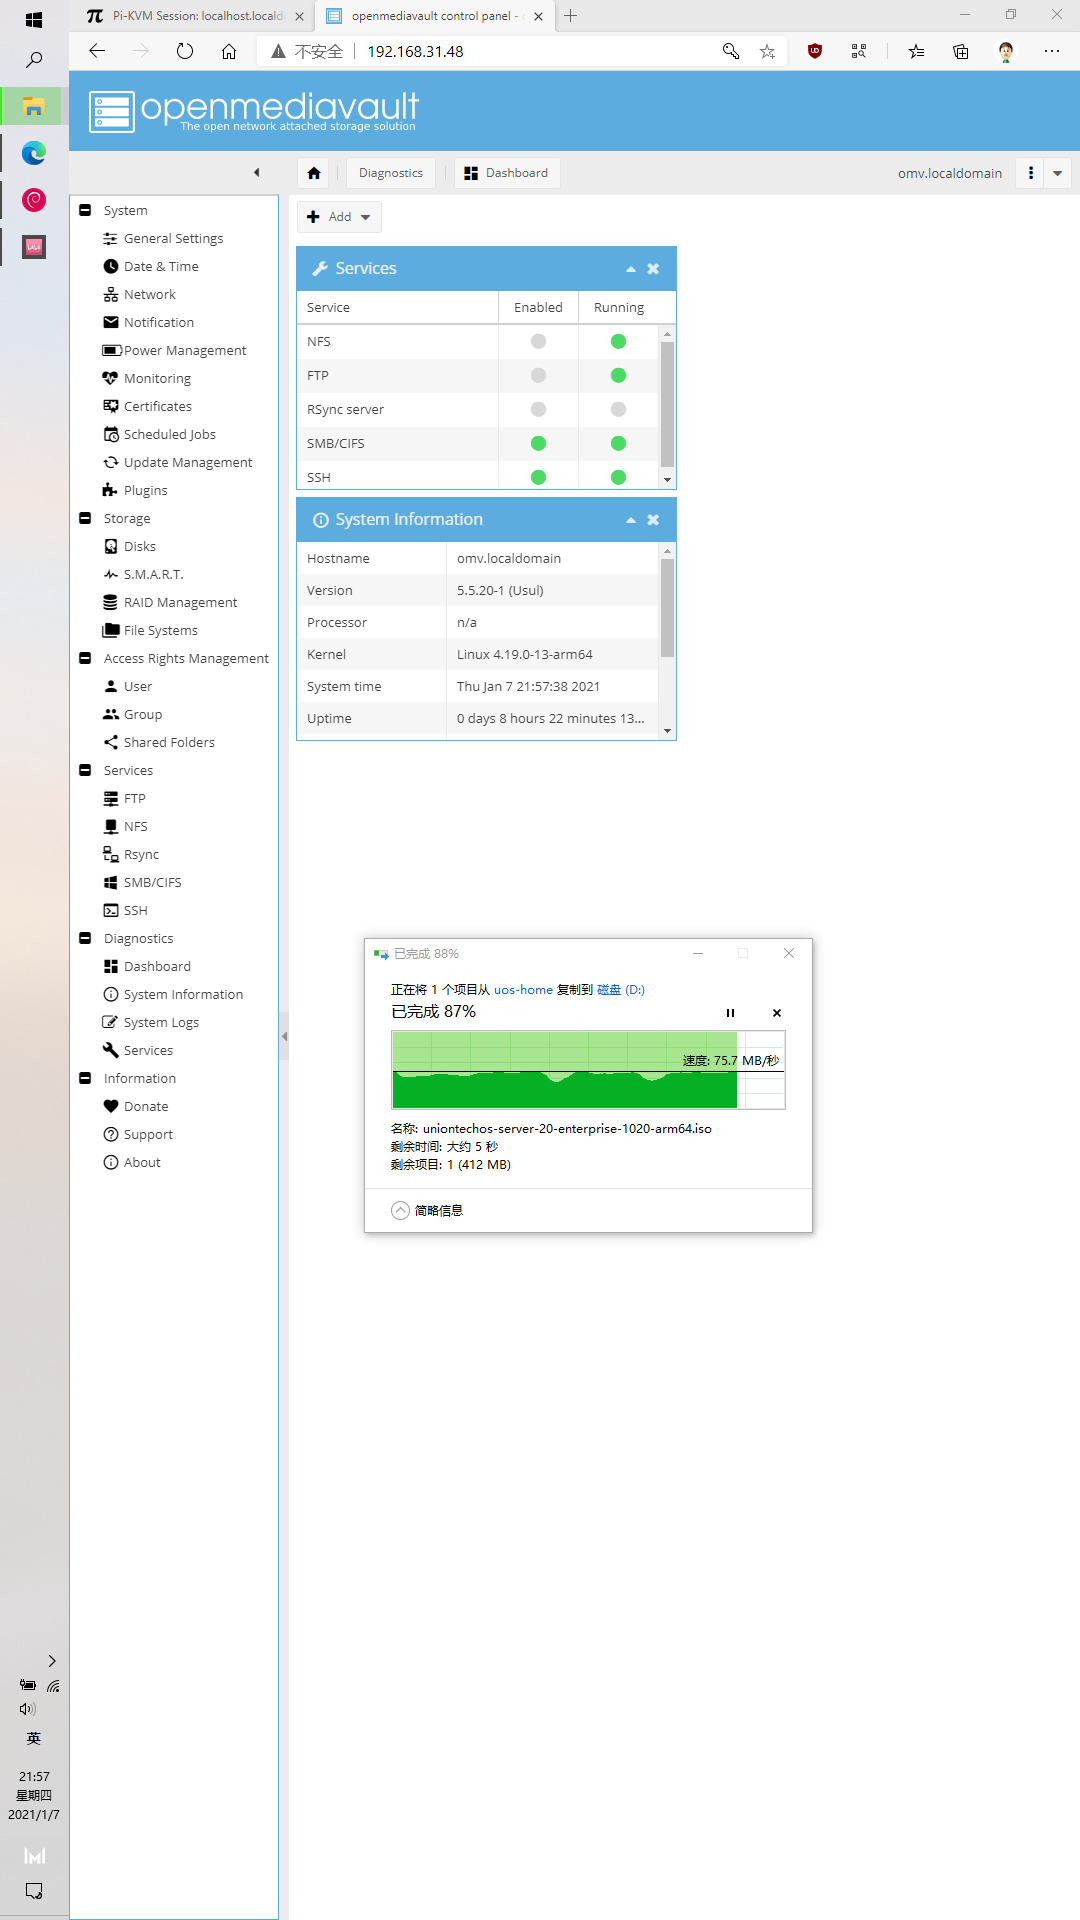 Pi-KVM Session: localhost.locald
openmediavault control panel -
不安全
192.168.31.48
openmediavault
The open network attached storage solution
Diagnostics
Dashboard
omv.localdomain
System
General Settings
Date & Time
Network
Notification
Power Management
Monitoring
Certificates
Scheduled Jobs
Update Management
Plugins
Storage
Disks
S.M.A.R.T.
RAID Management
File Systems
Access Rights Management
User
Group
Shared Folders
Services
FTP
NFS
Rsync
SMB/CIFS
SSH
Diagnostics
Dashboard
System Information
System Logs
Services
Information
Donate
Support
About
Add
Services
Service Enabled Running
NFS
FTP
RSync server
SMB/CIFS
SSH
System Information
Hostname omv.localdomain
Version 5.5.20-1 (Usul)
Processor n/a
Kernel Linux 4.19.0-13-arm64
System time Thu Jan 7 21:57:38 2021
Uptime 0 days 8 hours 22 minutes 13...
已完成 88%
正在将 1 个项目从 uos-home 复制到 磁盘 (D:)
已完成 87%
速度: 75.7 MB/秒
名称: uniontechos-server-20-enterprise-1020-arm64.iso
剩余时间: 大约 5 秒
剩余项目: 1 (412 MB)
简略信息
英
21:57
星期四
2021/1/7